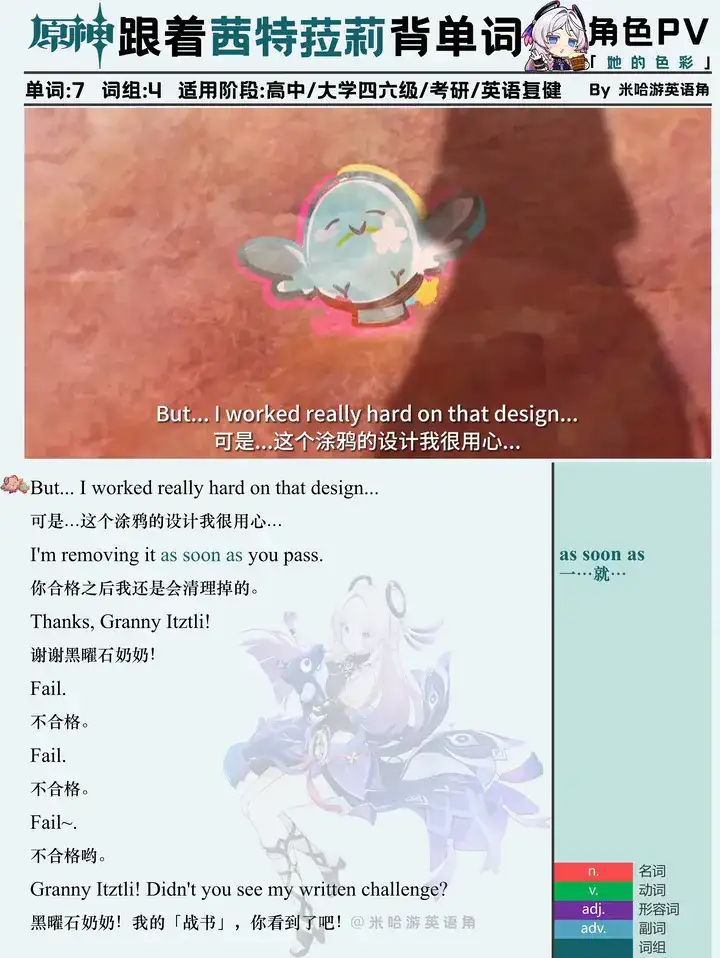 原神 跟着茜特菈莉背单词 角色PV
「她的色彩」
单词:7 词组:4 适用阶段:高中/大学四六级/考研/英语复健 By 米哈游英语角
But... I worked really hard on that design...
可是...这个涂鸦的设计我很用心...
But... I worked really hard on that design...
可是…这个涂鸦的设计我很用心…
I'm removing it as soon as you pass.
你合格之后我还是会清理掉的。
Thanks, Granny Itztli!
谢谢黑曜石奶奶！
Fail.
不合格。
Fail.
不合格。
Fail~.
不合格哟。
Granny Itztli! Didn't you see my written challenge?
黑曜石奶奶！我的「战书」，你看到了吧！
@米哈游英语角
as soon as
一…就…
n. 名词
v. 动词
adj. 形容词
adv. 副词
词组